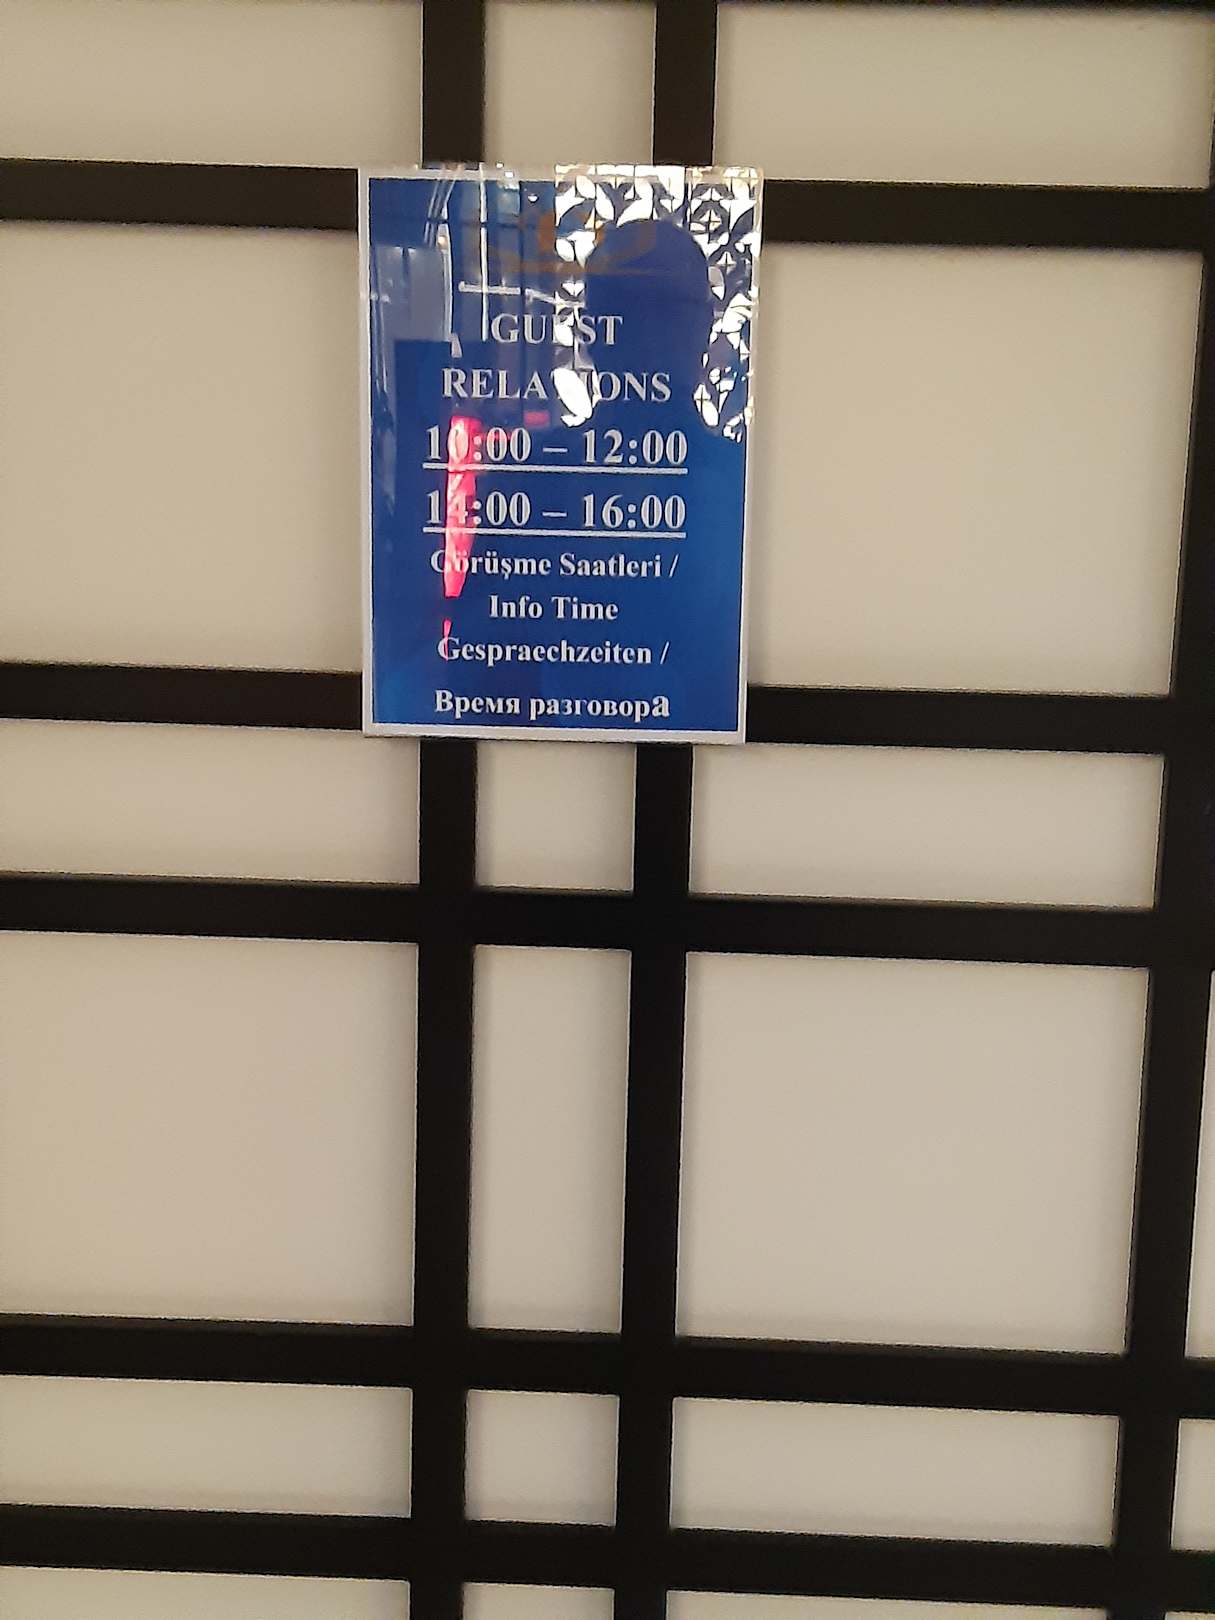 GUEST
RELATIONS
10:00 – 12:00
14:00 – 16:00
Görüşme Saatleri /
Info Time
Gespraechzeiten /
Время разговора